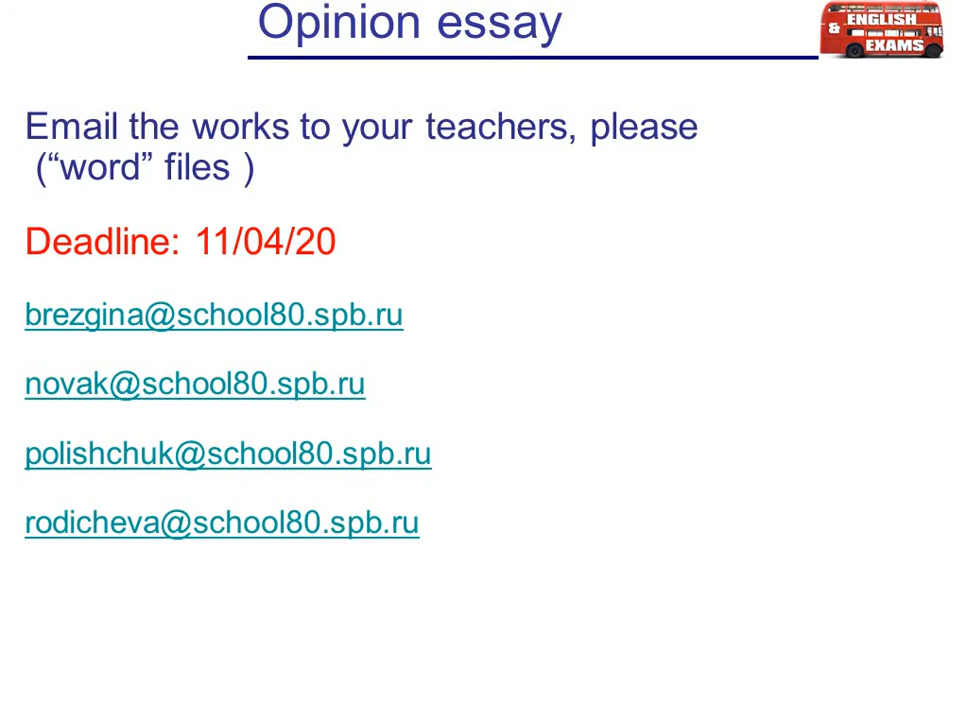 Opinion essay
ENGLISH
&
EXAMS
Email the works to your teachers, please
(“word” files )
Deadline: 11/04/20
brezgina@school80.spb.ru
novak@school80.spb.ru
polishchuk@school80.spb.ru
rodicheva@school80.spb.ru